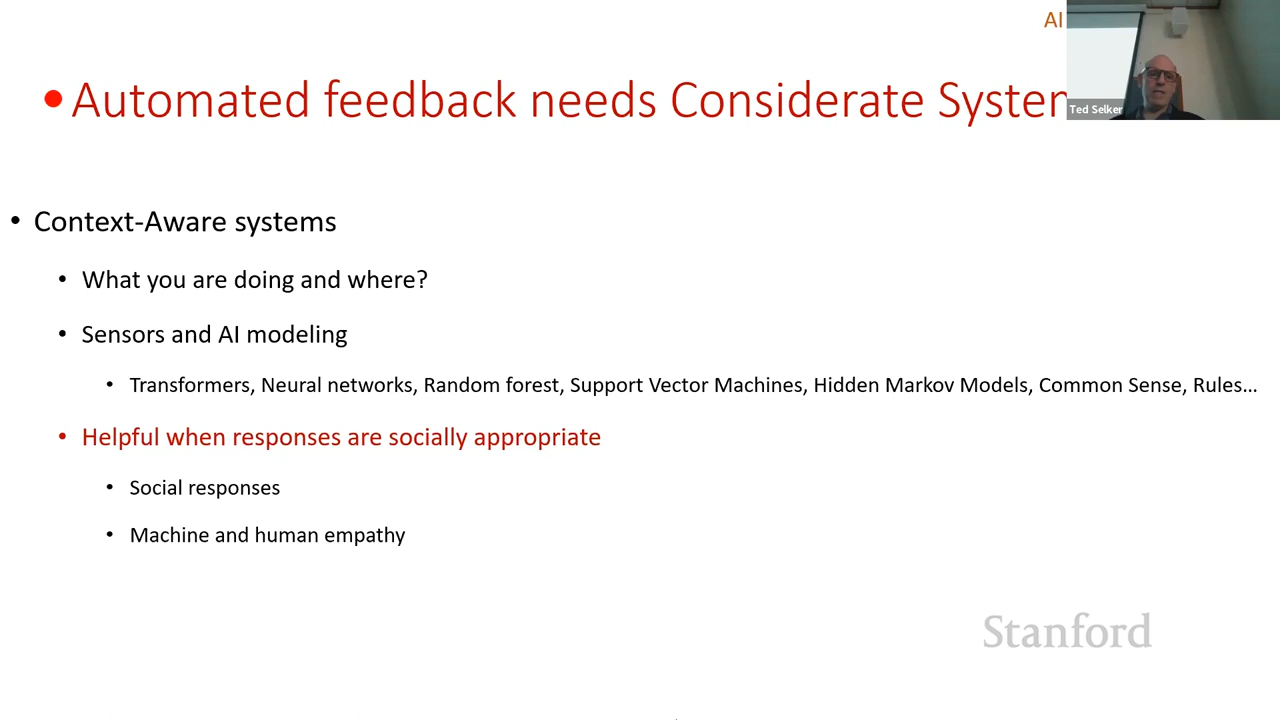 AI
• Automated feedback needs Considerate System
Ted Selker
• Context-Aware systems
• What you are doing and where?
• Sensors and AI modeling
• Transformers, Neural networks, Random forest, Support Vector Machines, Hidden Markov Models, Common Sense, Rules...
• Helpful when responses are socially appropriate
• Social responses
• Machine and human empathy
Stanford